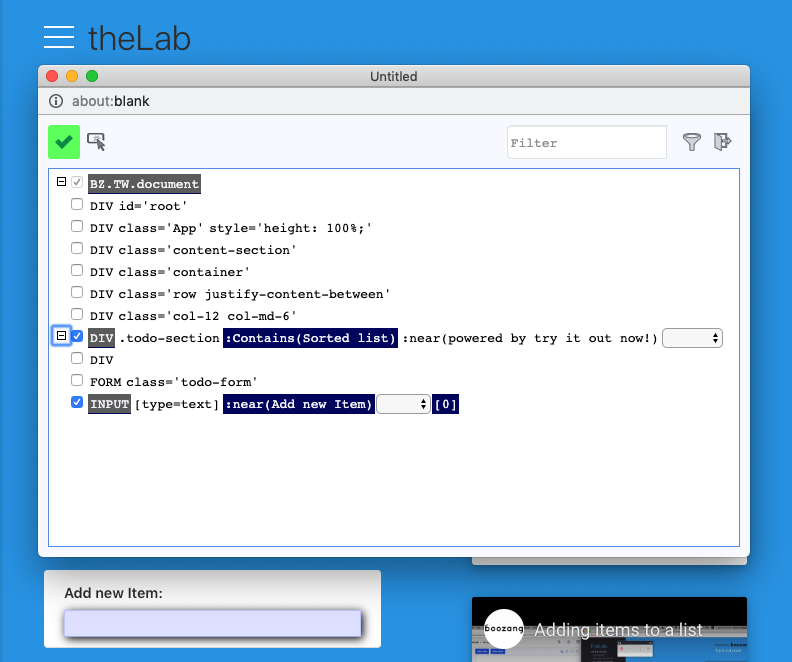 theLab
Untitled
about:blank
Filter
BZ.TW.document
DIV id='root'
DIV class='App' style='height: 100%;'
DIV class='content-section'
DIV class='container'
DIV class='row justify-content-between'
DIV class='col-12 col-md-6'
DIV .todo-section :Contains(Sorted list) :near(powered by try it out now!)
DIV
FORM class='todo-form'
INPUT [type=text] :near(Add new Item) [0]
Add new Item:
boozang Adding items to a list